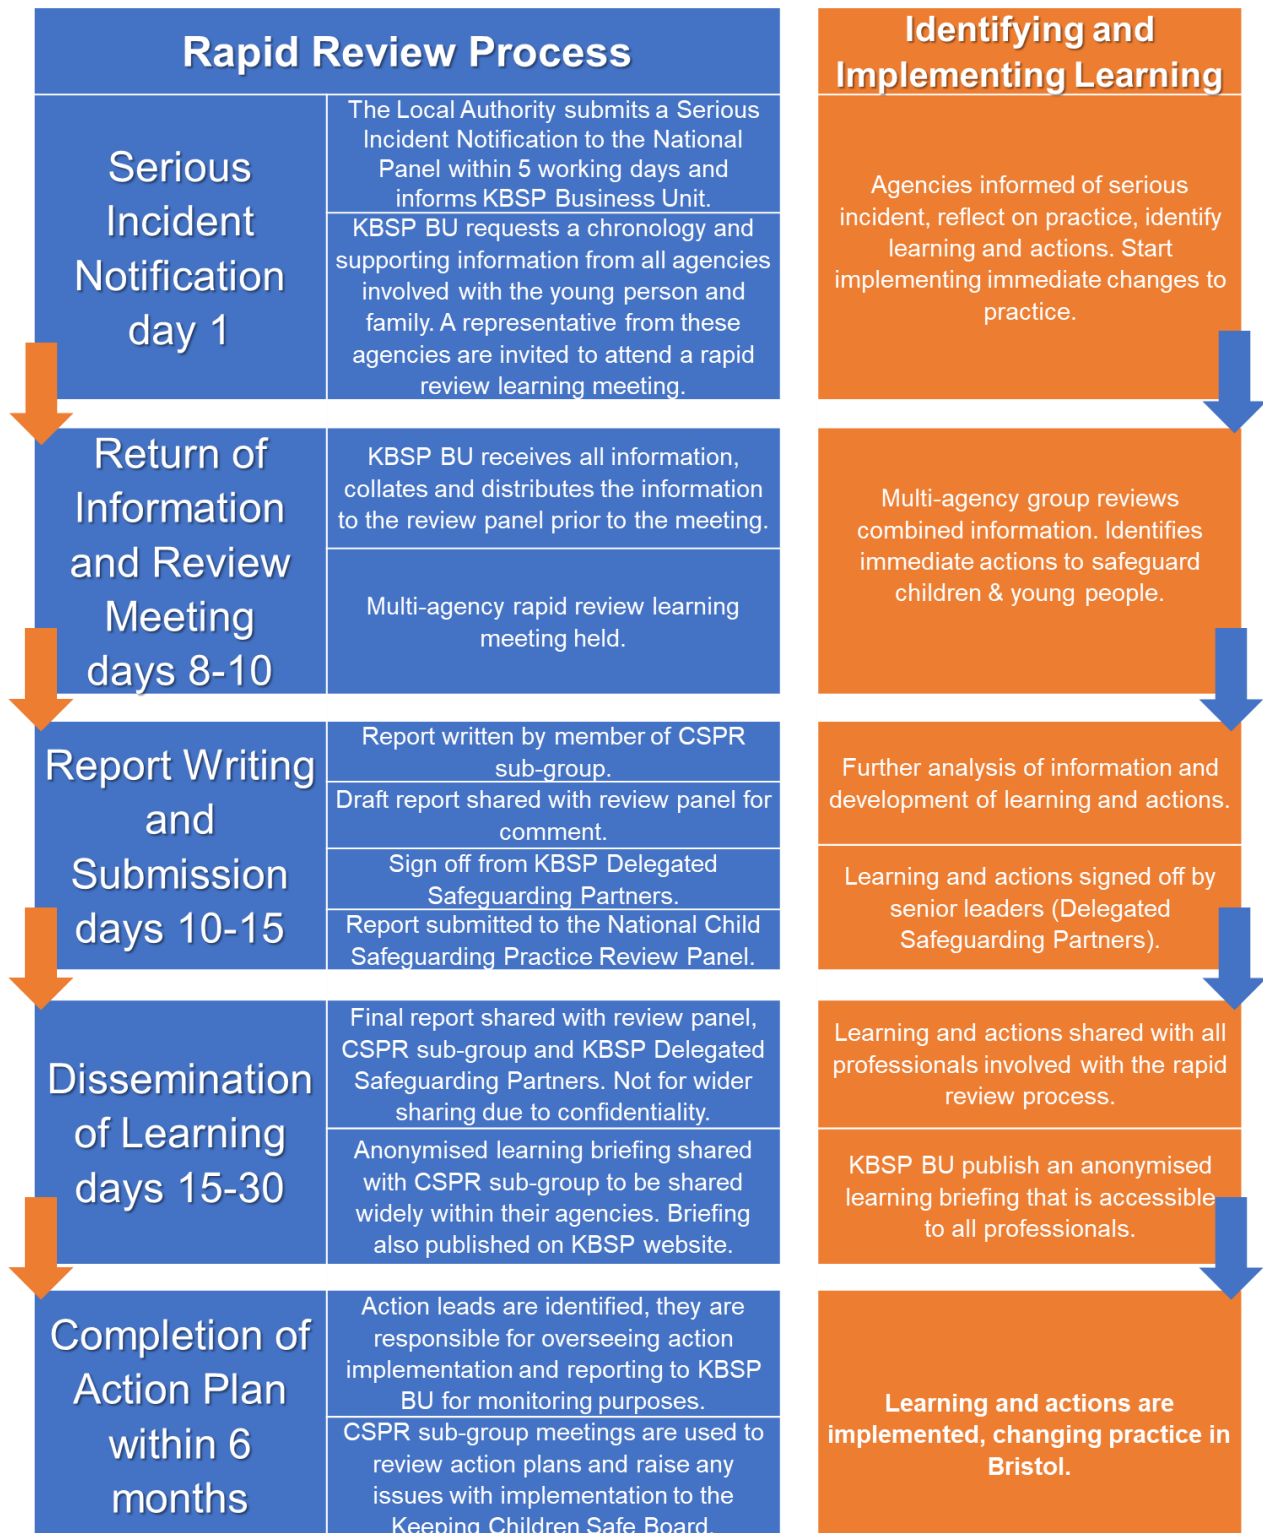 Rapid Review Process
Identifying and
Implementing Learning
Serious
Incident
Notification
day 1
The Local Authority submits a Serious
Incident Notification to the National
Panel within 5 working days and
informs KBSP Business Unit.
KBSP BU requests a chronology and
supporting information from all agencies
involved with the young person and
family. A representative from these
agencies are invited to attend a rapid
review learning meeting.
Agencies informed of serious
incident, reflect on practice, identify
learning and actions. Start
implementing immediate changes to
practice.
Return of
Information
and Review
Meeting
days 8-10
KBSP BU receives all information,
collates and distributes the information
to the review panel prior to the meeting.
Multi-agency rapid review learning
meeting held.
Multi-agency group reviews
combined information. Identifies
immediate actions to safeguard
children & young people.
Report Writing
and
Submission
days 10-15
Report written by member of CSPR
sub-group.
Draft report shared with review panel for
comment.
Sign off from KBSP Delegated
Safeguarding Partners.
Report submitted to the National Child
Safeguarding Practice Review Panel.
Further analysis of information and
development of learning and actions.
Learning and actions signed off by
senior leaders (Delegated
Safeguarding Partners).
Dissemination
of Learning
days 15-30
Final report shared with review panel,
CSPR sub-group and KBSP Delegated
Safeguarding Partners. Not for wider
sharing due to confidentiality.
Anonymised learning briefing shared
with CSPR sub-group to be shared
widely within their agencies. Briefing
also published on KBSP website.
Learning and actions shared with all
professionals involved with the rapid
review process.
KBSP BU publish an anonymised
learning briefing that is accessible
to all professionals.
Completion of
Action Plan
within 6
months
Action leads are identified, they are
responsible for overseeing action
implementation and reporting to KBSP
BU for monitoring purposes.
CSPR sub-group meetings are used to
review action plans and raise any
issues with implementation to the
Keeping Children Safe Board.
Learning and actions are
implemented, changing practice in
Bristol.